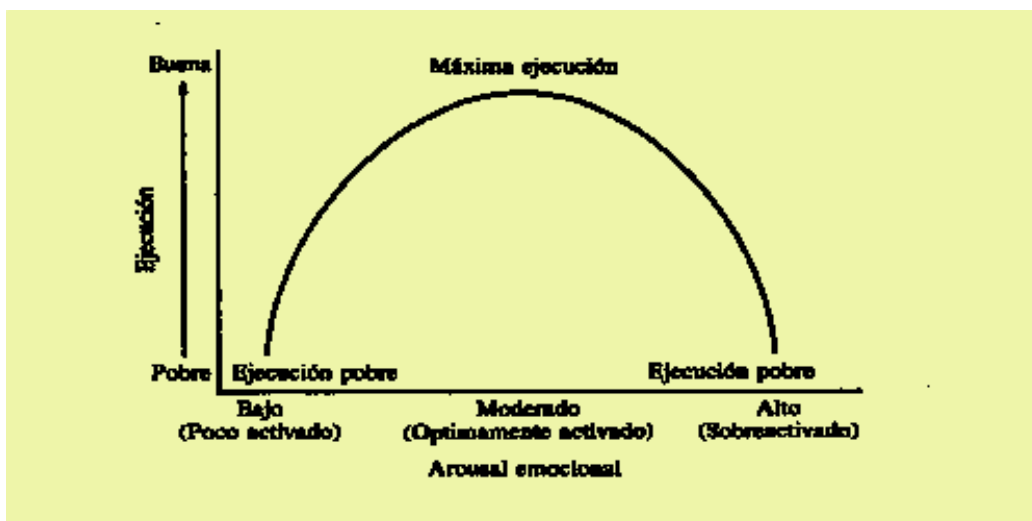 Buena
Máxima ejecución
Ejecución
Pobre
Ejecución pobre
Ejecución pobre
Bajo
(Poco activado)
Moderado
(Optimamente activado)
Alto
(Sobreactivado)
Arousal emocional